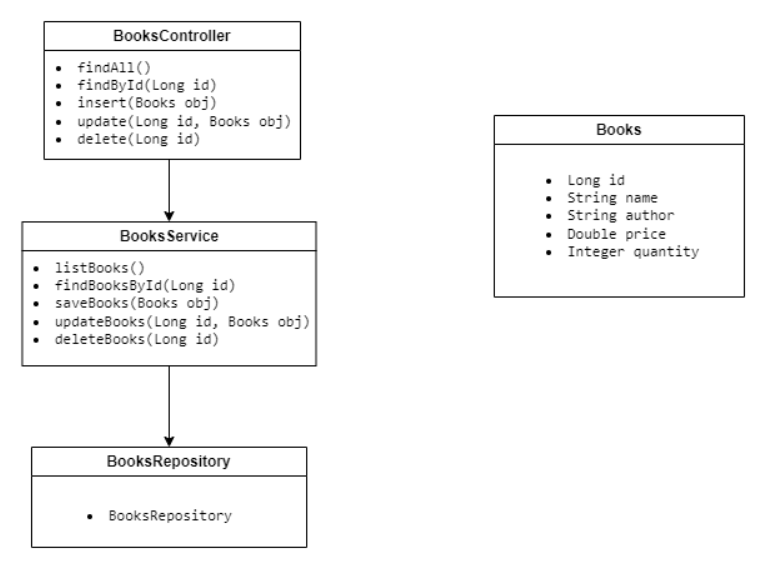 BooksController
• findAll()
• findById(Long id)
• insert(Books obj)
• update(Long id, Books obj)
• delete(Long id)
BooksService
• listBooks()
• findBooksById(Long id)
• saveBooks(Books obj)
• updateBooks(Long id, Books obj)
• deleteBooks(Long id)
BooksRepository
• BooksRepository
Books
• Long id
• String name
• String author
• Double price
• Integer quantity